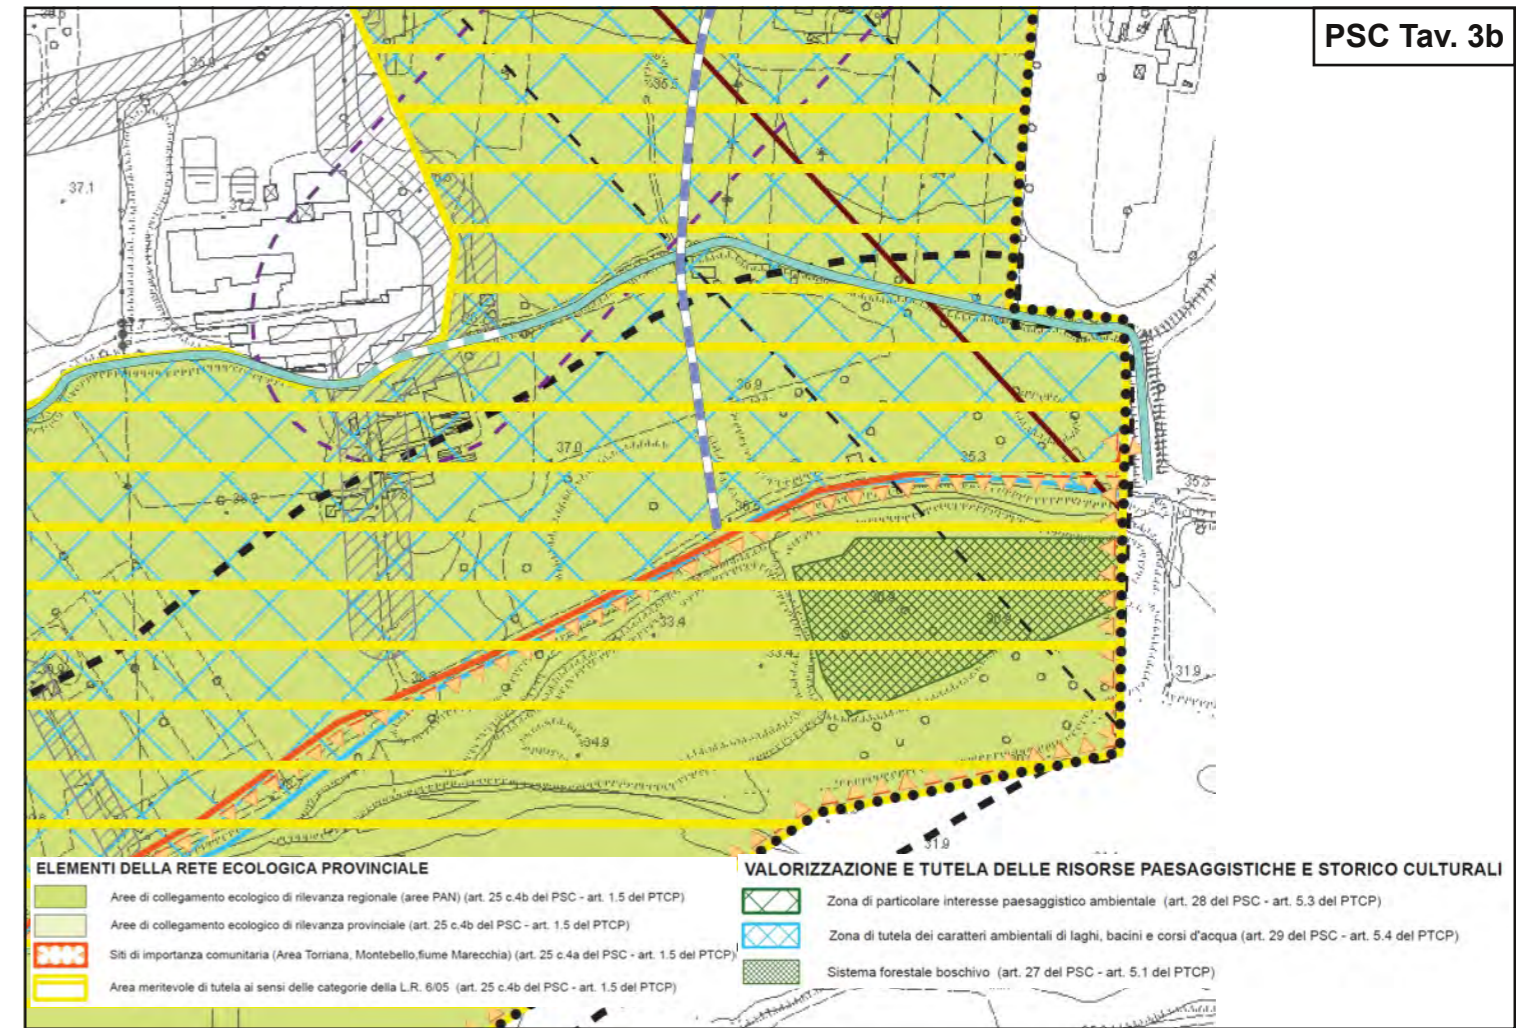 PSC Tav. 3b
35.9
37.1
37.2
36.9
37.0
35.3
35.3
33.4
34.9
31.9
31.9
ELEMENTI DELLA RETE ECOLOGICA PROVINCIALE
Aree di collegamento ecologico di rilevanza regionale (aree PAN) (art. 25 c.4b del PSC - art. 1.5 del PTCP)
Aree di collegamento ecologico di rilevanza provinciale (art. 25 c.4b del PSC - art. 1.5 del PTCP)
Siti di importanza comunitaria (Area Torriana, Montebello,fiume Marecchia) (art. 25 c.4a del PSC - art. 1.5 del PTCP)
Area meritevole di tutela ai sensi delle categorie della L.R. 6/05 (art. 25 c.4b del PSC - art. 1.5 del PTCP)
VALORIZZAZIONE E TUTELA DELLE RISORSE PAESAGGISTICHE E STORICO CULTURALI
Zona di particolare interesse paesaggistico ambientale (art. 28 del PSC - art. 5.3 del PTCP)
Zona di tutela dei caratteri ambientali di laghi, bacini e corsi d'acqua (art. 29 del PSC - art. 5.4 del PTCP)
Sistema forestale boschivo (art. 27 del PSC - art. 5.1 del PTCP)